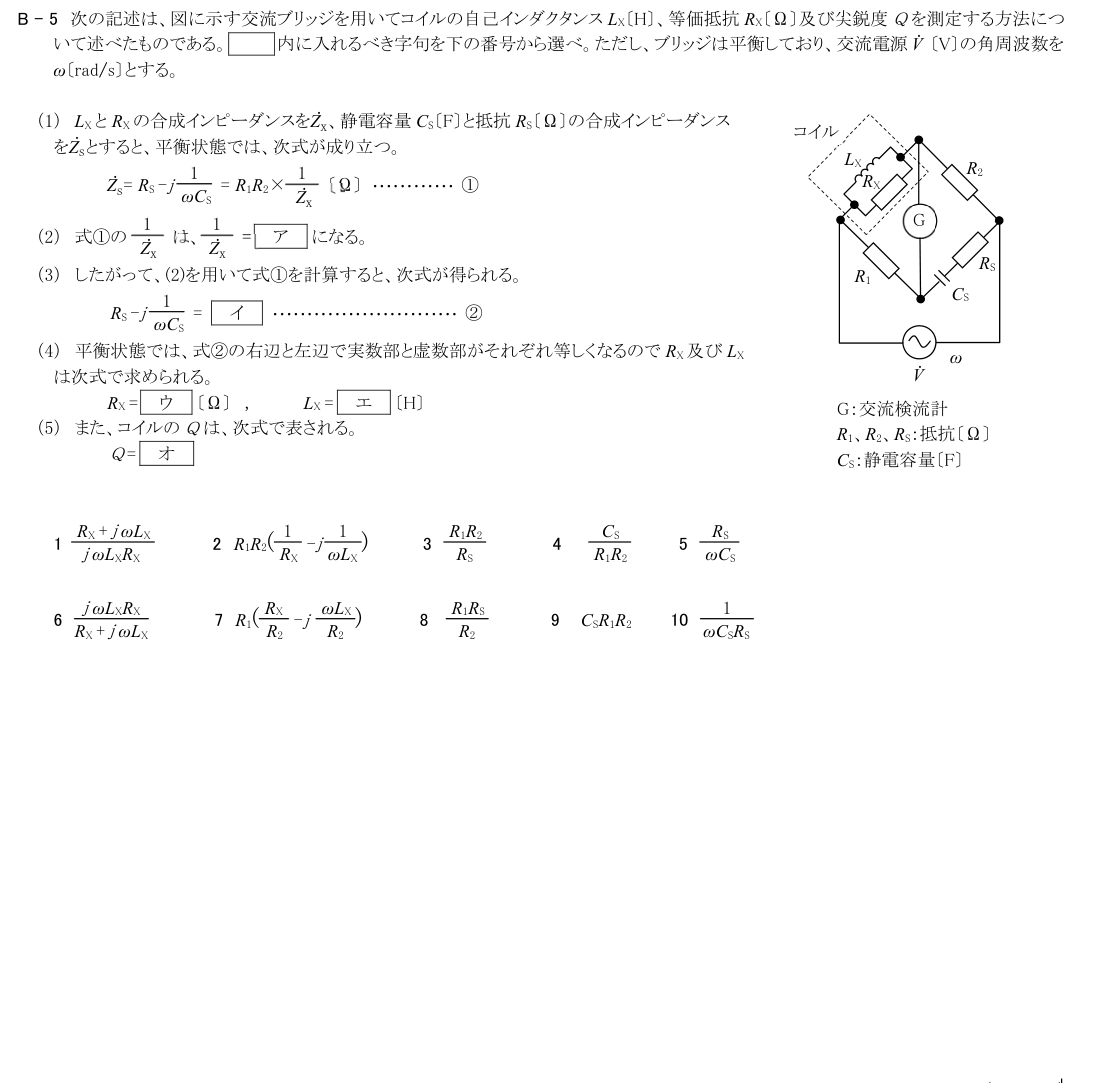 B－5 次の記述は、図に示す交流ブリッジを用いてコイルの自己インダクタンス LX〔H〕、等価抵抗 RX〔Ω〕及び尖鋭度 Q を測定する方法につ
いて述べたものである。□内に入れるべき字句を下の番号から選べ。ただし、ブリッジは平衡しており、交流電源 V̇〔V〕の角周波数を
ω〔rad/s〕とする。
(1) LX と RX の合成インピーダンスを ŻX、静電容量 CS〔F〕と抵抗 RS〔Ω〕の合成インピーダンス
を ŻS とすると、平衡状態では、次式が成り立つ。
ŻS = RS − j 1/ωCS = R1R2 × 1/ŻX 〔Ω〕 ………… ①
(2) 式①の 1/ŻX は、1/ŻX = ア になる。
(3) したがって、(2)を用いて式①を計算すると、次式が得られる。
RS − j 1/ωCS = イ ……………………… ②
(4) 平衡状態では、式②の右辺と左辺で実数部と虚数部がそれぞれ等しくなるので RX 及び LX
は次式で求められる。
RX = ウ 〔Ω〕 , LX = エ 〔H〕
(5) また、コイルの Q は、次式で表される。
Q = オ
コイル
LX
RX
R2
G
R1
RS
CS
ω
V̇
G：交流検流計
R1、R2、RS：抵抗〔Ω〕
CS：静電容量〔F〕
1 (RX + jωLX)/(jωLXRX) 2 R1R2(1/RX − j 1/ωLX) 3 R1R2/RS 4 CS/R1R2 5 RS/ωCS
6 (jωLXRX)/(RX + jωLX) 7 R1(RX/R2 − j ωLX/R2) 8 R1RS/R2 9 CSR1R2 10 1/ωCSRS